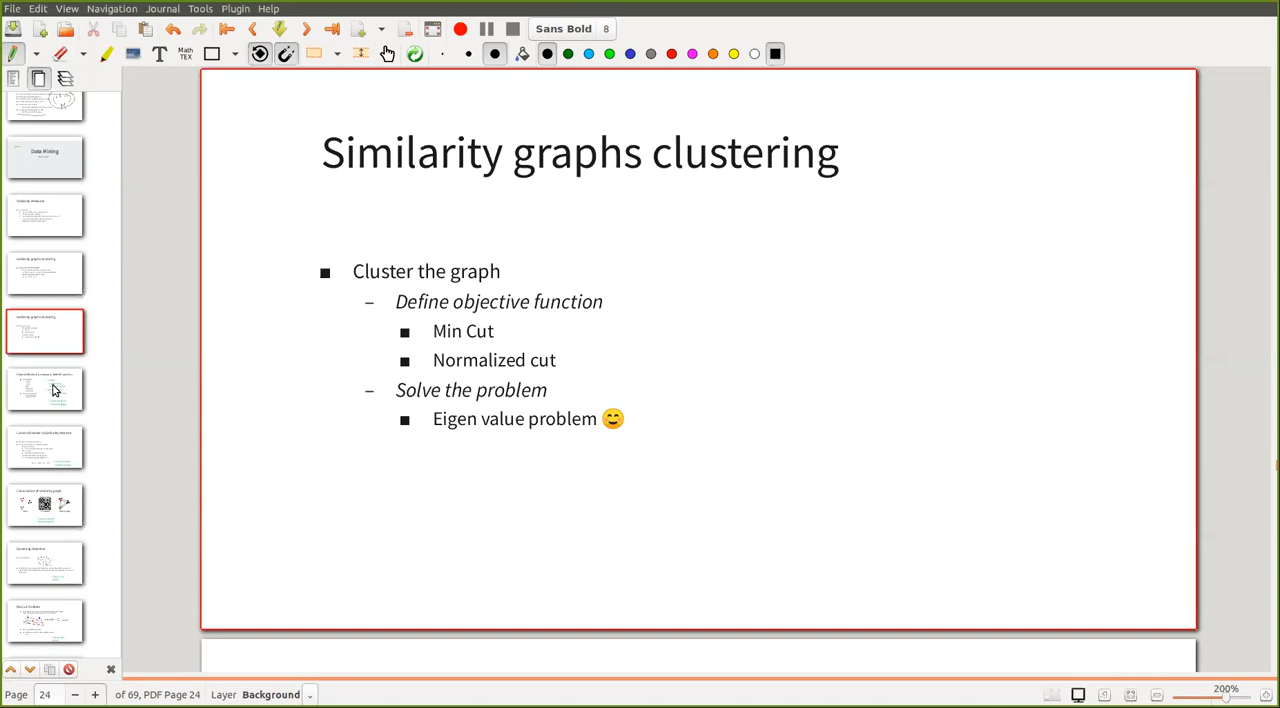 File Edit View Navigation Journal Tools Plugin Help
Sans Bold 8
Math
TEX
Data Mining
Similarity graphs clustering
■ Cluster the graph
– Define objective function
■ Min Cut
■ Normalized cut
– Solve the problem
■ Eigen value problem 😊
Page 24 of 69, PDF Page 24 Layer Background 200%